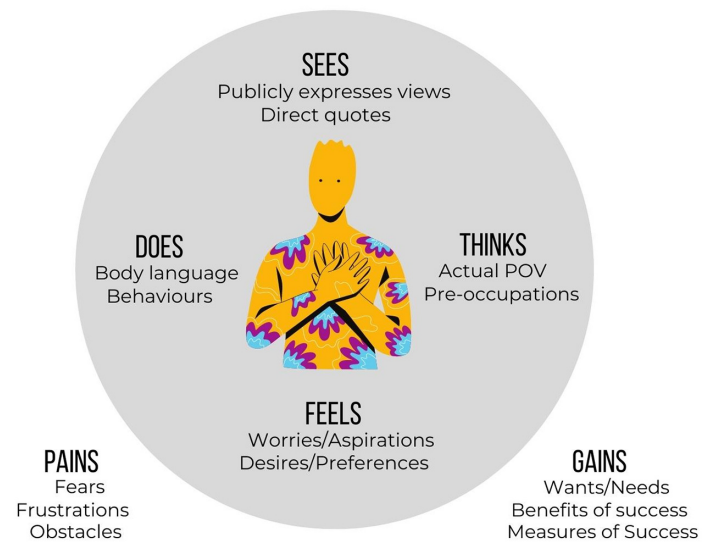 SEES
Publicly expresses views
Direct quotes
DOES
Body language
Behaviours
THINKS
Actual POV
Pre-occupations
FEELS
Worries/Aspirations
Desires/Preferences
PAINS
Fears
Frustrations
Obstacles
GAINS
Wants/Needs
Benefits of success
Measures of Success